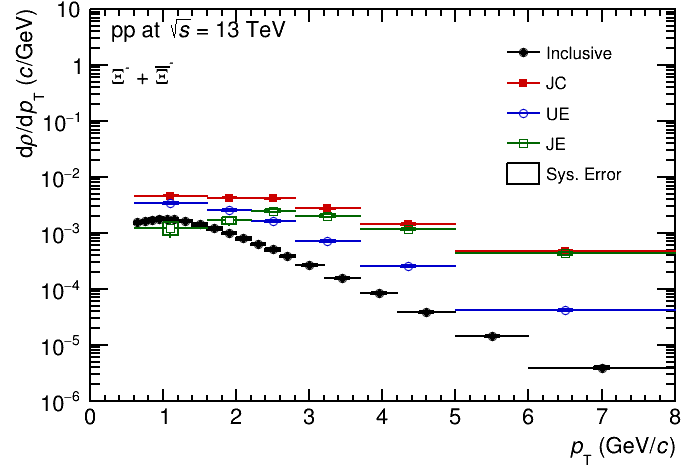 pp at √s = 13 TeV
Ξ⁻ + Ξ̅⁻
Inclusive
JC
UE
JE
Sys. Error
dρ/dp_T (c/GeV)
10
1
10⁻¹
10⁻²
10⁻³
10⁻⁴
10⁻⁵
10⁻⁶
0 1 2 3 4 5 6 7 8
p_T (GeV/c)